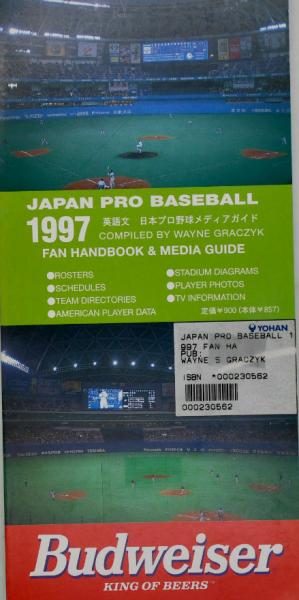 JAPAN PRO BASEBALL
1997 英語文 日本プロ野球メディアガイド
COMPILED BY WAYNE GRACZYK
FAN HANDBOOK & MEDIA GUIDE
●ROSTERS
●SCHEDULES
●TEAM DIRECTORIES
●AMERICAN PLAYER DATA
●STADIUM DIAGRAMS
●PLAYER PHOTOS
●TV INFORMATION
定価¥900 (本体¥857)
YOHAN
JAPAN PRO BASEBALL 1
997 FAN HA
PUB:
WAYNE S GRACZYK
ISBN *000230562
000230562
Budweiser
KING OF BEERS™